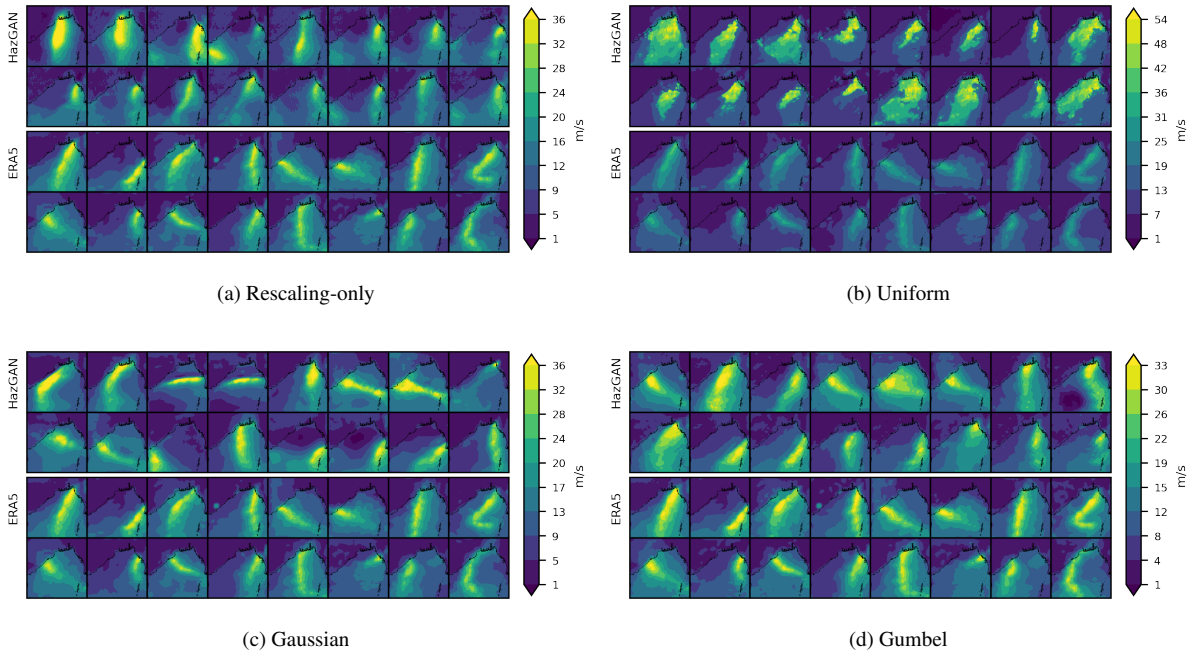 HazGAN
ERA5
36
32
28
24
20
16
12
9
5
1
m/s
(a) Rescaling-only
HazGAN
ERA5
54
48
42
36
31
25
19
13
7
1
m/s
(b) Uniform
HazGAN
ERA5
36
32
28
24
20
17
13
9
5
1
m/s
(c) Gaussian
HazGAN
ERA5
33
30
26
22
19
15
12
8
4
1
m/s
(d) Gumbel